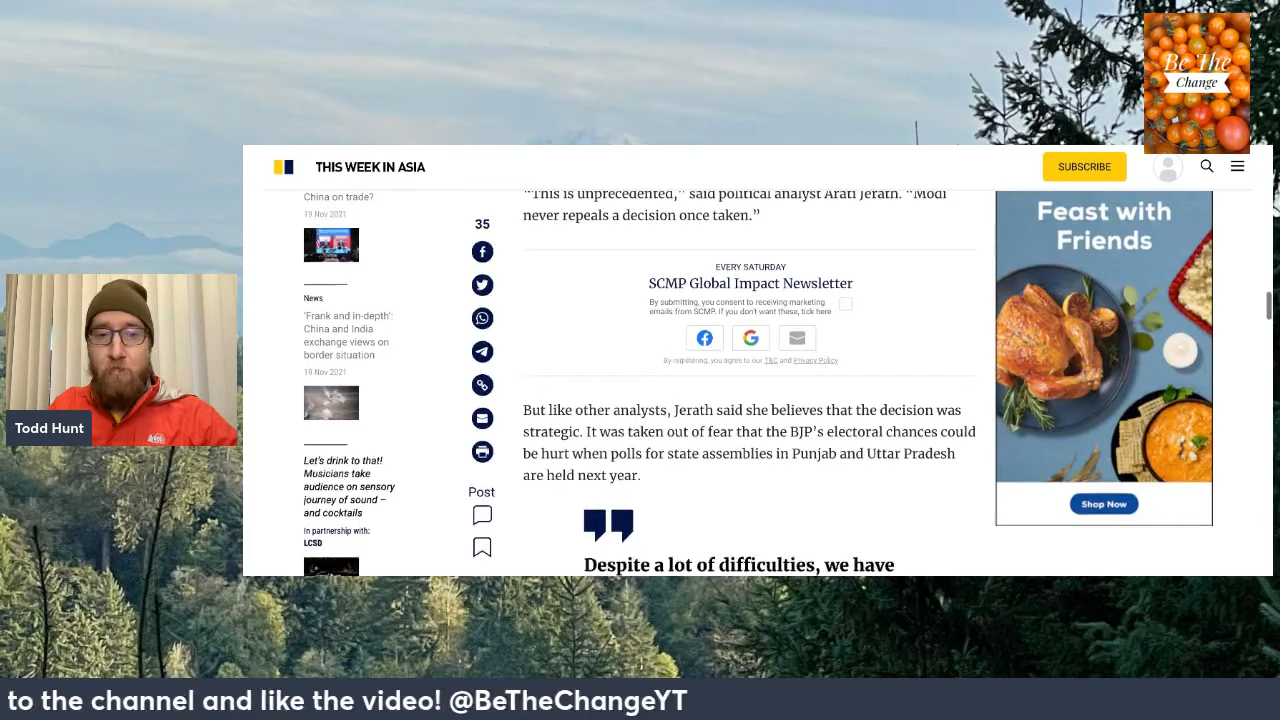 Be The
Change
THIS WEEK IN ASIA
SUBSCRIBE
China on trade?
19 Nov 2021
News
‘Frank and in-depth’:
China and India
exchange views on
border situation
19 Nov 2021
Let’s drink to that!
Musicians take
audience on sensory
journey of sound –
and cocktails
In partnership with:
LCSD
35
Post
“This is unprecedented,” said political analyst Arati Jerath. “Modi
never repeals a decision once taken.”
EVERY SATURDAY
SCMP Global Impact Newsletter
By submitting, you consent to receiving marketing
emails from SCMP. If you don't want these, tick here
By registering, you agree to our T&C and Privacy Policy
But like other analysts, Jerath said she believes that the decision was
strategic. It was taken out of fear that the BJP’s electoral chances could
be hurt when polls for state assemblies in Punjab and Uttar Pradesh
are held next year.
Despite a lot of difficulties, we have
Feast with
Friends
Shop Now
Todd Hunt
to the channel and like the video! @BeTheChangeYT